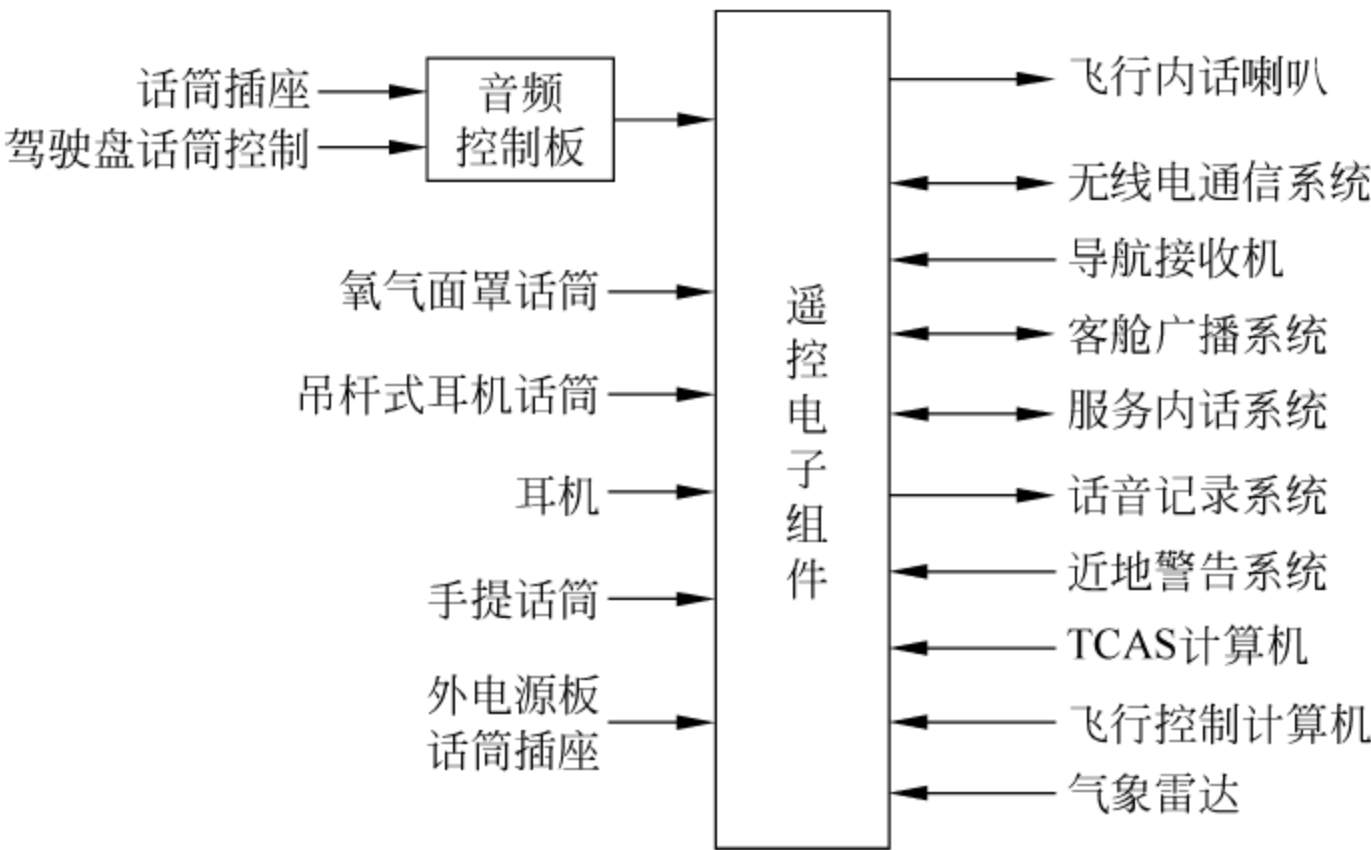 话筒插座
驾驶盘话筒控制
音频
控制板
氧气面罩话筒
吊杆式耳机话筒
耳机
手提话筒
外电源板
话筒插座
遥控电子组件
飞行内话喇叭
无线电通信系统
导航接收机
客舱广播系统
服务内话系统
话音记录系统
近地警告系统
TCAS计算机
飞行控制计算机
气象雷达